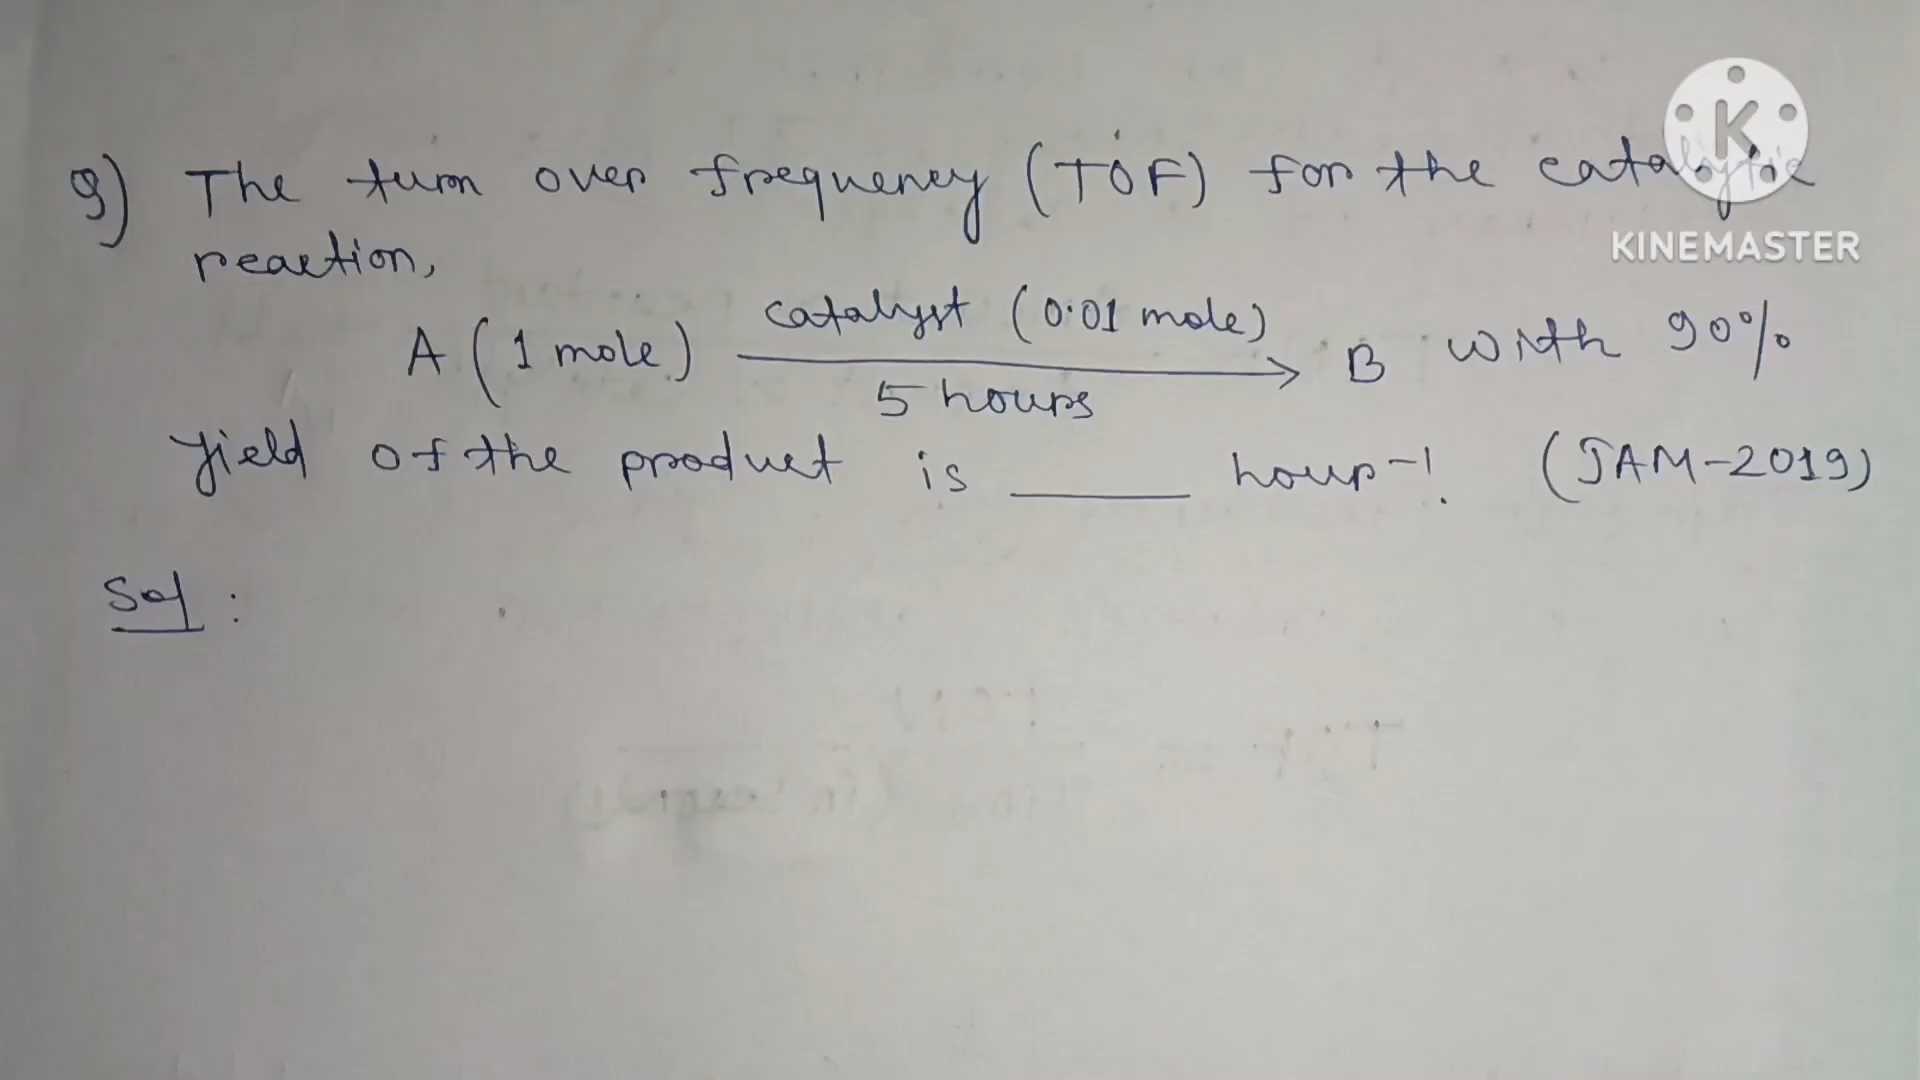 9) The turn over frequency (TOF) for the catalytic
KINEMASTER
reaction,
catalyst (0.01 mole)
A (1 mole) → B with 90%
5 hours
yield of the product is ____ hour-1. (JAM-2019)
Sol :